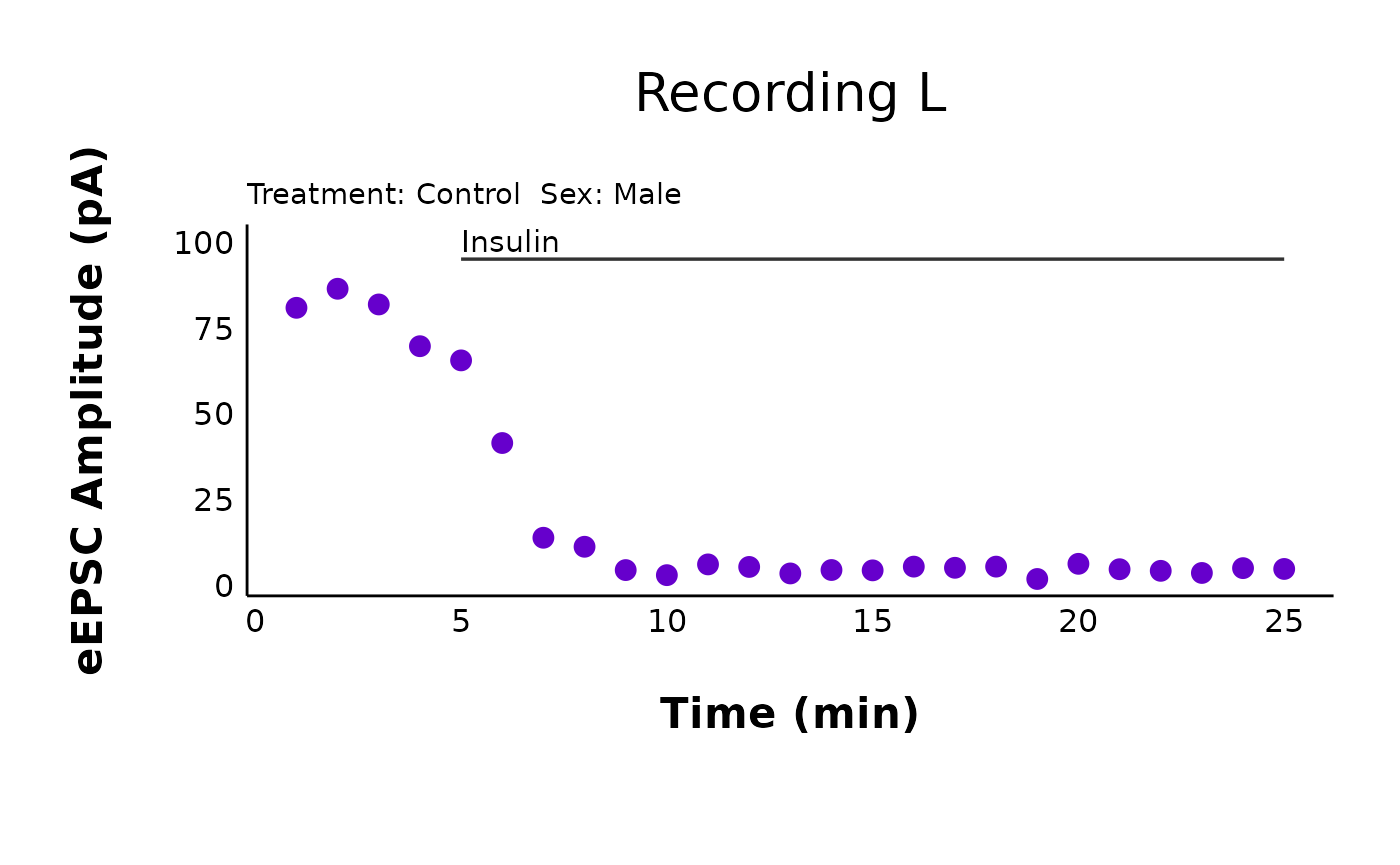 Recording L
Treatment: Control  Sex: Male
Insulin
eEPSC Amplitude (pA)
100
75
50
25
0
0 5 10 15 20 25
Time (min)